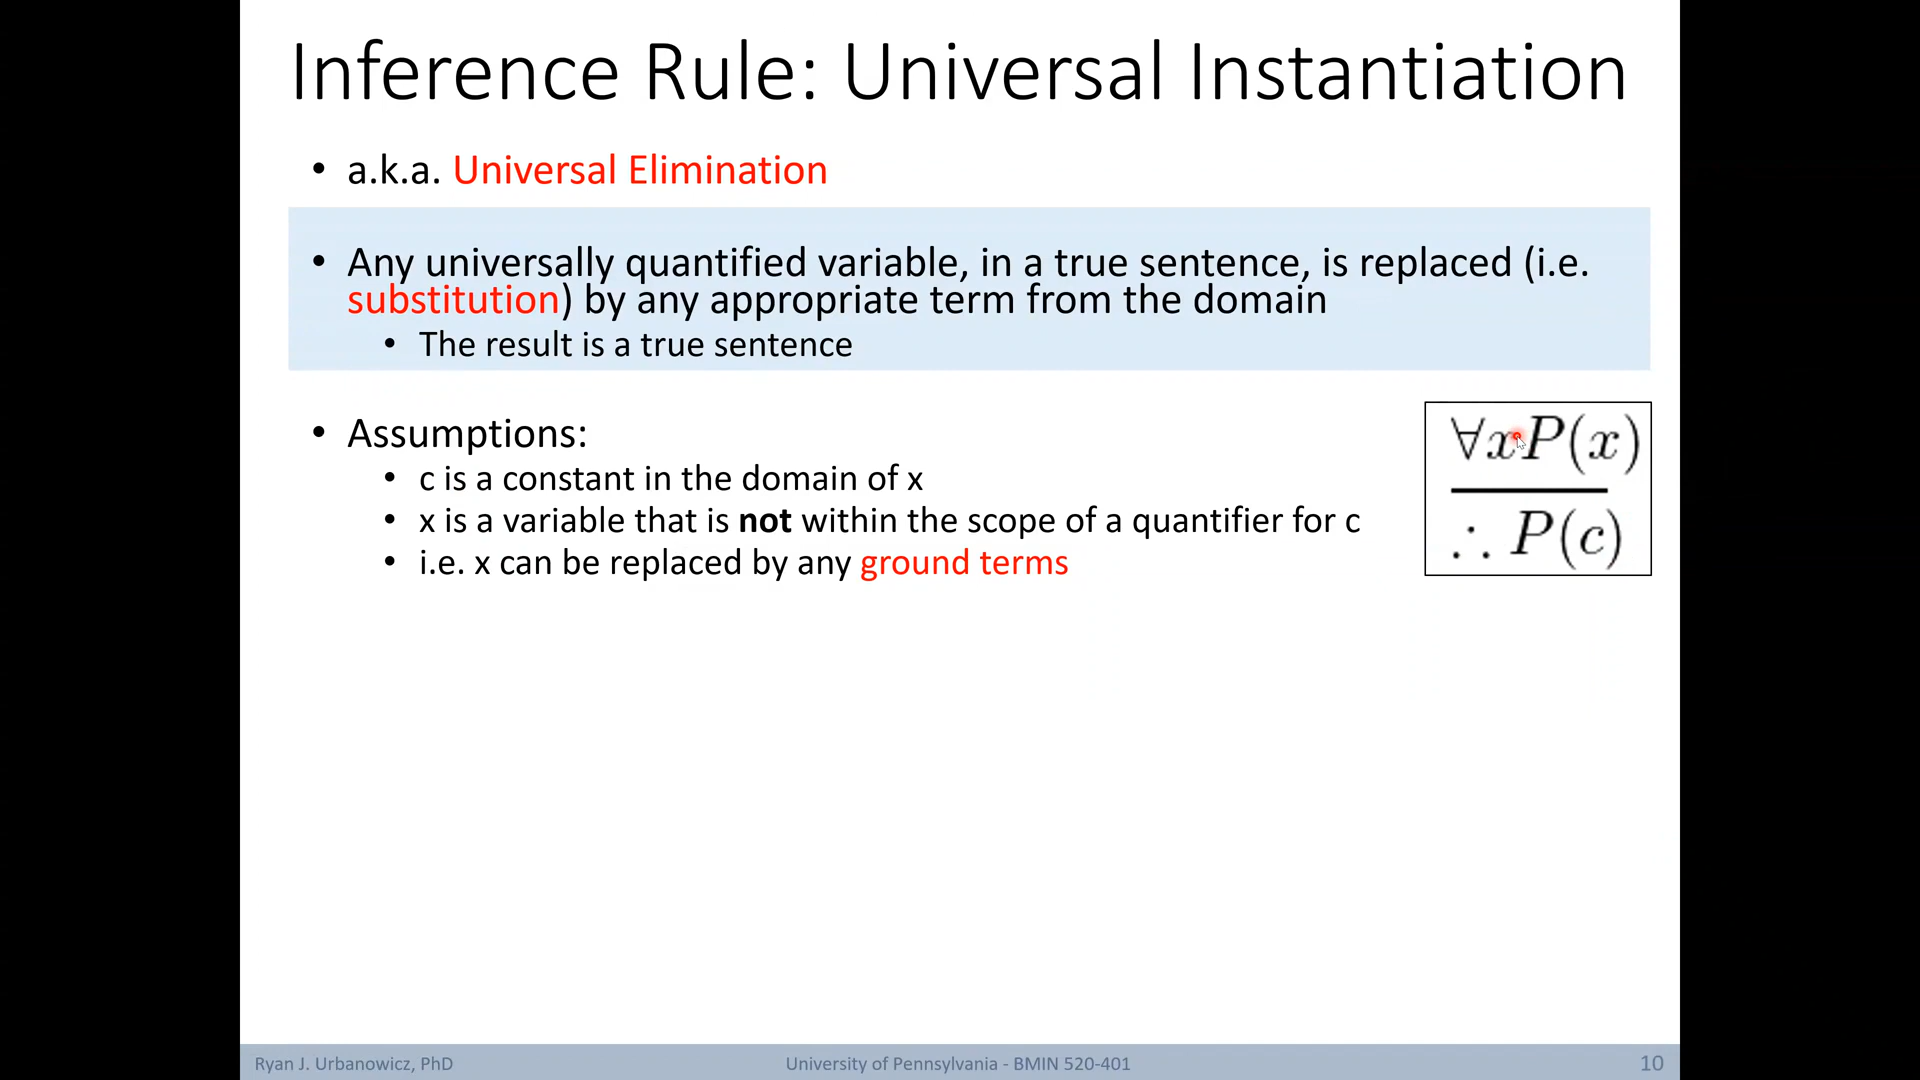 Inference Rule: Universal Instantiation
• a.k.a. Universal Elimination
• Any universally quantified variable, in a true sentence, is replaced (i.e.
substitution) by any appropriate term from the domain
• The result is a true sentence
• Assumptions:
• c is a constant in the domain of x
• x is a variable that is not within the scope of a quantifier for c
• i.e. x can be replaced by any ground terms
∀xP(x)
∴ P(c)
Ryan J. Urbanowicz, PhD
University of Pennsylvania - BMIN 520-401
10